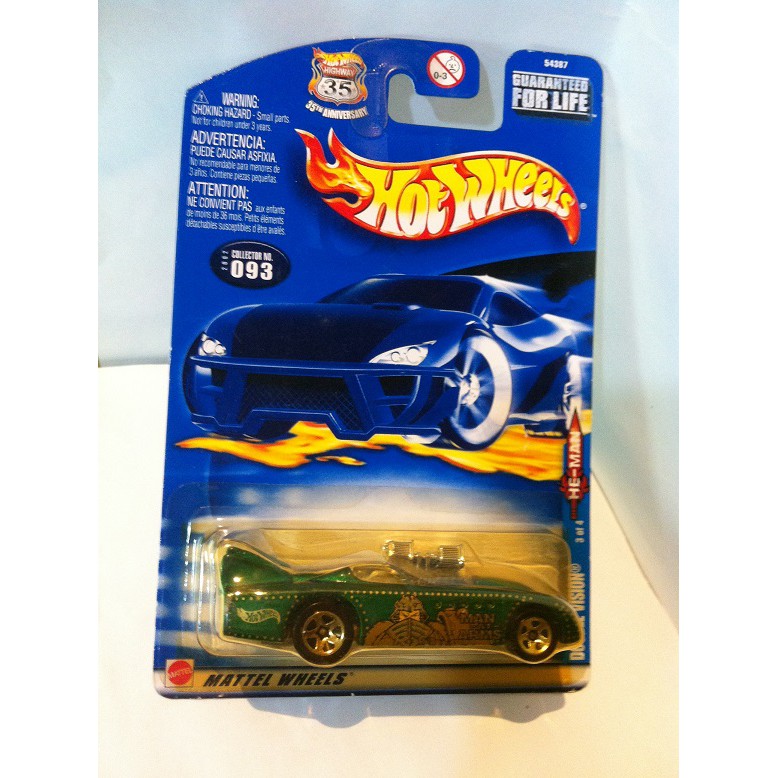 HOT WHEELS
HIGHWAY
35
35TH ANNIVERSARY
0-3
54387
GUARANTEED
FOR LIFE
WARNING:
CHOKING HAZARD - Small parts
Not for children under 3 years.
ADVERTENCIA:
PUEDE CAUSAR ASFIXIA.
No recomendable para menores de
3 años. Contiene piezas pequeñas.
ATTENTION:
NE CONVIENT PAS aux enfants
de moins de 36 mois. Petits éléments
détachables susceptibles d'être avalés.
HOT WHEELS®
COLLECTOR NO.
093
HE-MAN
3 of 4
VISION®
HOT WHEELS
MAN
ARMS
MATTEL
MATTEL WHEELS™